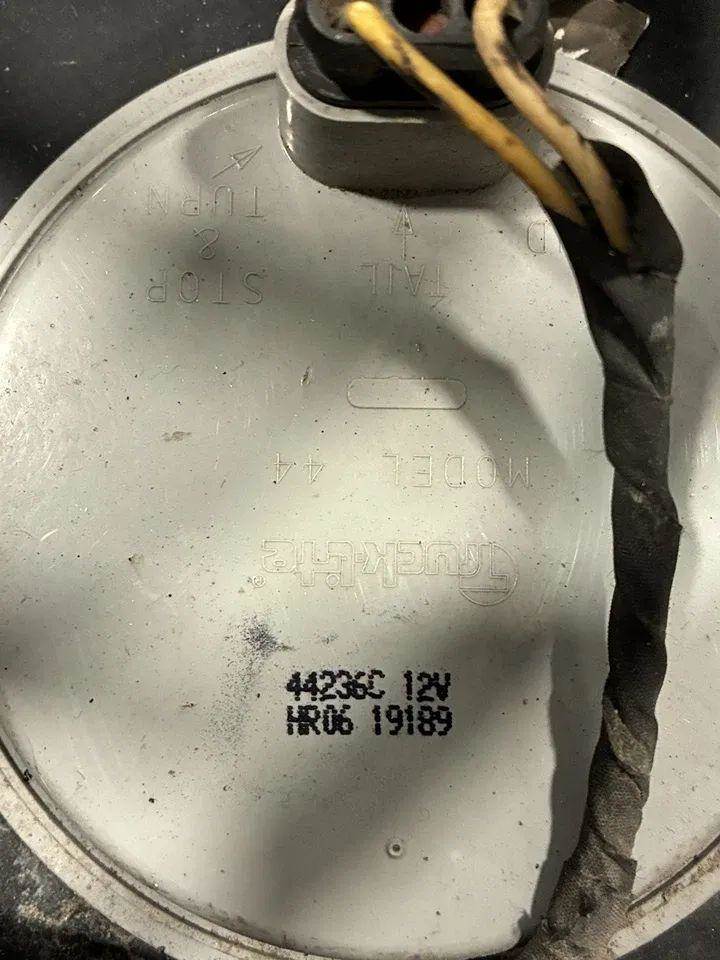 STOP
& TURN
TAIL
D
MODEL 44
Truck-Lite®
44236C 12V
HR06 19189